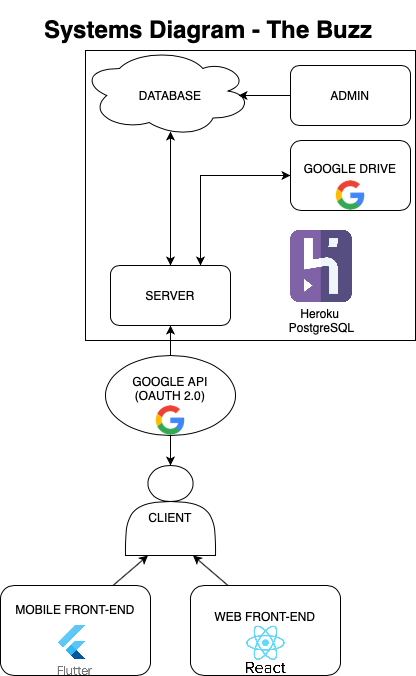 Systems Diagram - The Buzz
DATABASE
ADMIN
GOOGLE DRIVE
SERVER
Heroku
PostgreSQL
GOOGLE API
(OAUTH 2.0)
CLIENT
MOBILE FRONT-END
Flutter
WEB FRONT-END
React